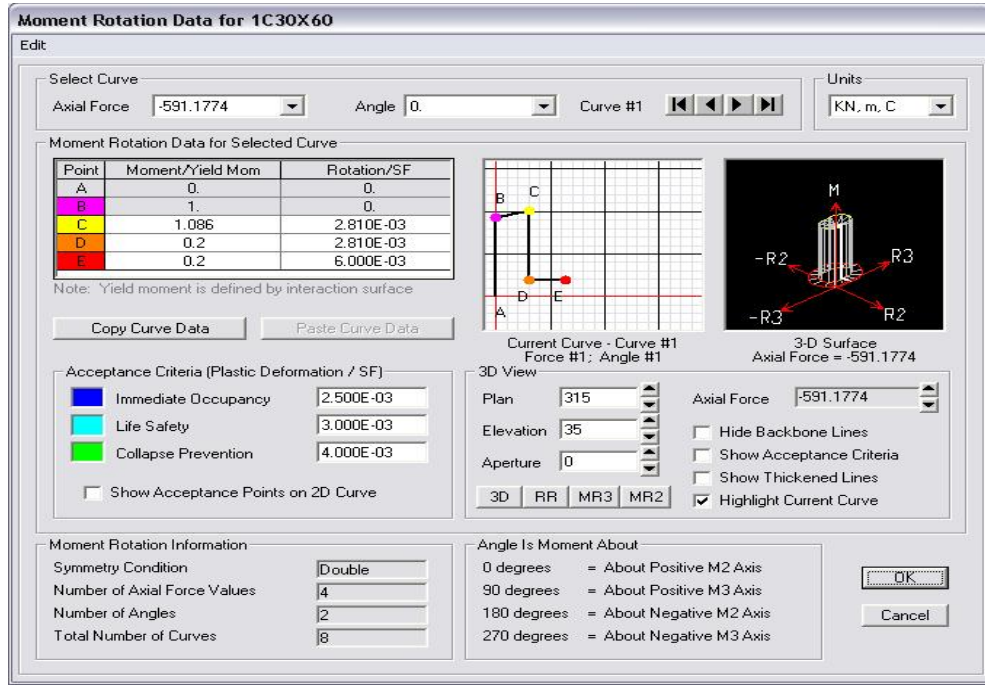 Moment Rotation Data for 1C30X60
Edit
Select Curve
Axial Force -591.1774 Angle 0. Curve #1
Units
KN, m, C
Moment Rotation Data for Selected Curve
Point Moment/Yield Mom Rotation/SF
A 0. 0.
B 1. 0.
C 1.086 2.810E-03
D 0.2 2.810E-03
E 0.2 6.000E-03
Note: Yield moment is defined by interaction surface
Copy Curve Data Paste Curve Data
B C
D E
A
Current Curve - Curve #1
Force #1; Angle #1
M
-R2 R3
-R3 R2
3-D Surface
Axial Force = -591.1774
Acceptance Criteria (Plastic Deformation / SF)
Immediate Occupancy 2.500E-03
Life Safety 3.000E-03
Collapse Prevention 4.000E-03
Show Acceptance Points on 2D Curve
3D View
Plan 315
Elevation 35
Aperture 0
3D RR MR3 MR2
Axial Force -591.1774
Hide Backbone Lines
Show Acceptance Criteria
Show Thickened Lines
Highlight Current Curve
Moment Rotation Information
Symmetry Condition Double
Number of Axial Force Values 4
Number of Angles 2
Total Number of Curves 8
Angle Is Moment About
0 degrees = About Positive M2 Axis
90 degrees = About Positive M3 Axis
180 degrees = About Negative M2 Axis
270 degrees = About Negative M3 Axis
OK
Cancel